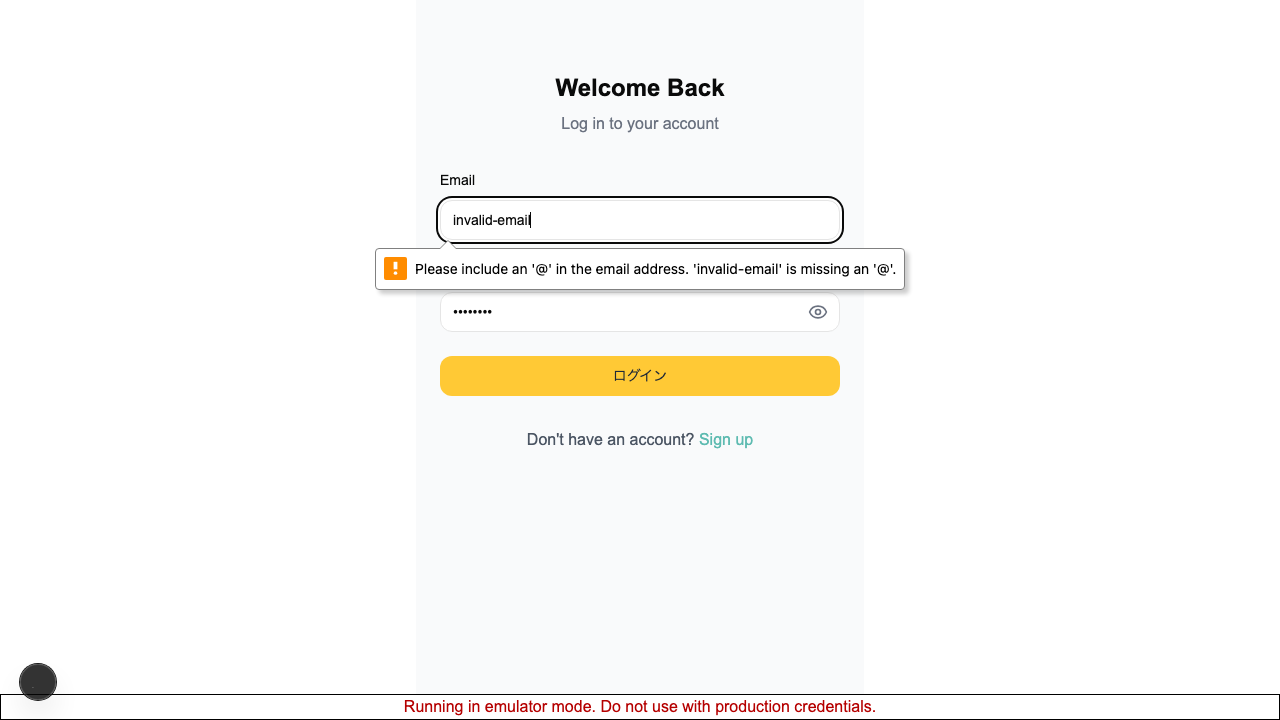 Welcome Back
Log in to your account
Email
invalid-email
Please include an '@' in the email address. 'invalid-email' is missing an '@'.
••••••••
ログイン
Don't have an account? Sign up
Running in emulator mode. Do not use with production credentials.